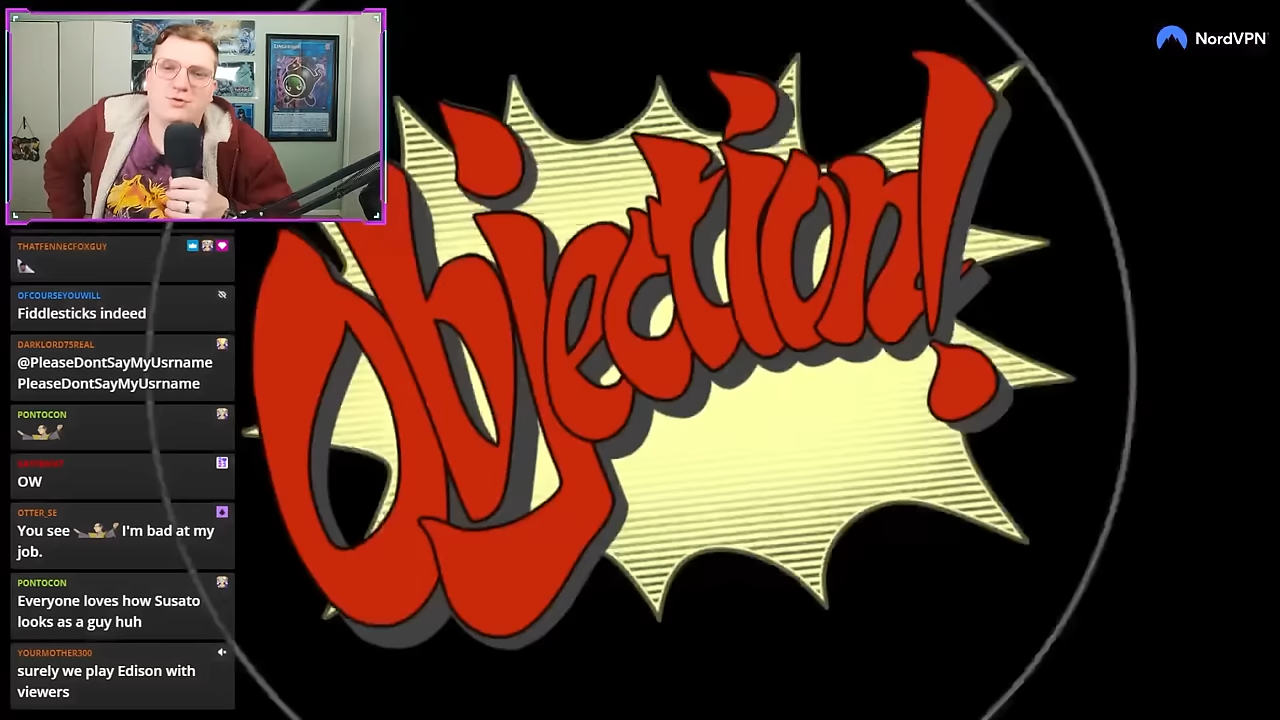 NordVPN
Objection!
THATFENNECFOXGUY
OFCOURSEYOUWILL
Fiddlesticks indeed
DARKLORD75REAL
@PleaseDontSayMyUsrname
PleaseDontSayMyUsrname
PONTOCON
OW
OTTER_SE
You see I'm bad at my
job.
PONTOCON
Everyone loves how Susato
looks as a guy huh
YOURMOTHER300
surely we play Edison with
viewers